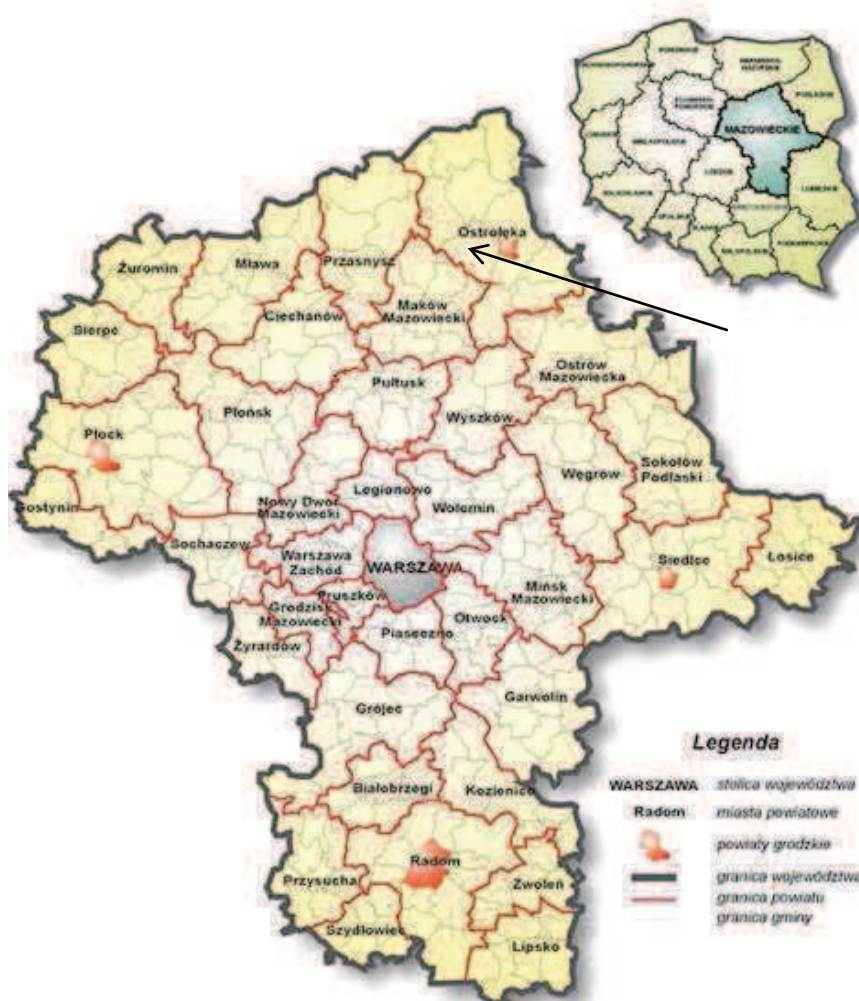 MAZOWIECKIE
Ostrołęka
Żuromin
Mława
Przasnysz
Ciechanów
Maków
Mazowiecki
Sierpc
Ostrów
Mazowiecka
Pułtusk
Płońsk
Wyszków
Płock
Węgrów
Sokołów
Podlaski
Legionowo
Nowy Dwór
Mazowiecki
Wołomin
Gostynin
Sochaczew
Warszawa
Zachód
WARSZAWA
Siedlce
Łosice
Mińsk
Mazowiecki
Pruszków
Grodzisk
Mazowiecki
Otwock
Piaseczno
Żyrardów
Garwolin
Grójec
Białobrzegi
Kozienice
Radom
Przysucha
Zwoleń
Szydłowiec
Lipsko
Legenda
WARSZAWA stolica województwa
Radom miasta powiatowe
powiaty grodzkie
granica województwa
granica powiatu
granica gminy